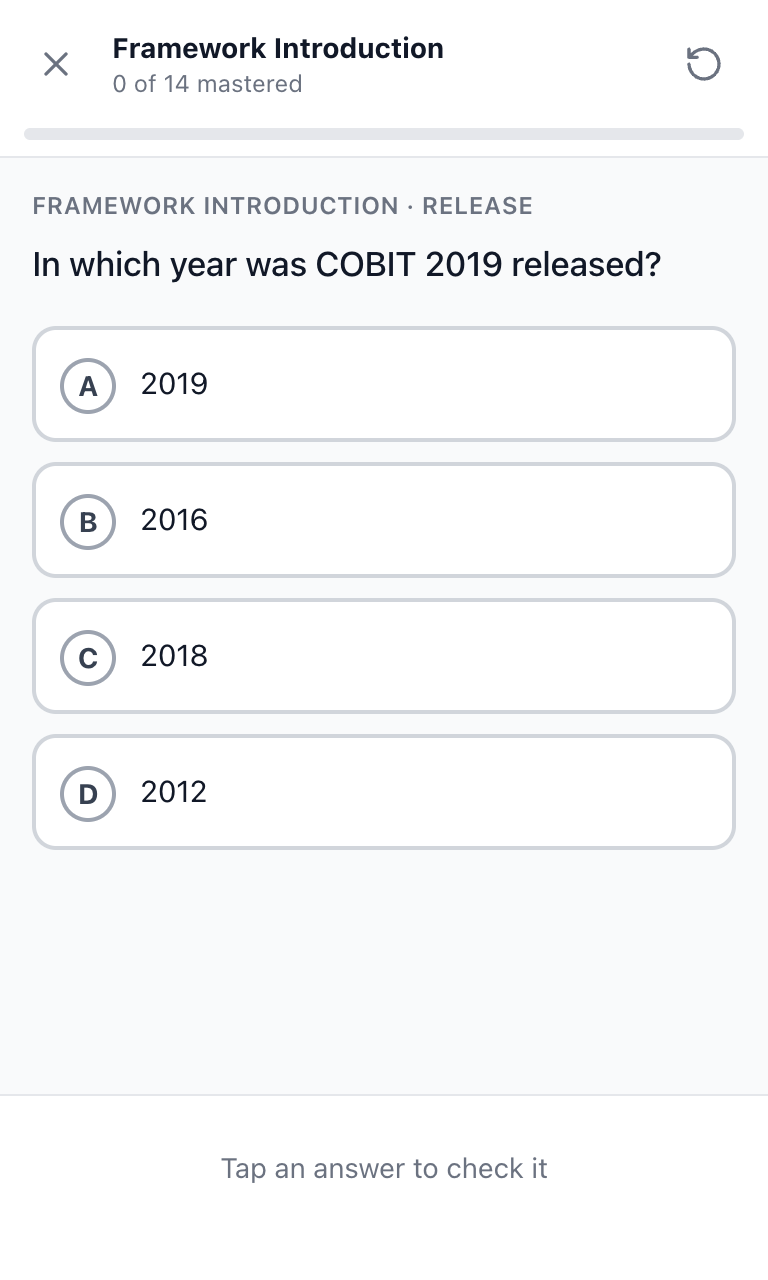 Framework Introduction
0 of 14 mastered
FRAMEWORK INTRODUCTION · RELEASE
In which year was COBIT 2019 released?
A 2019
B 2016
C 2018
D 2012
Tap an answer to check it